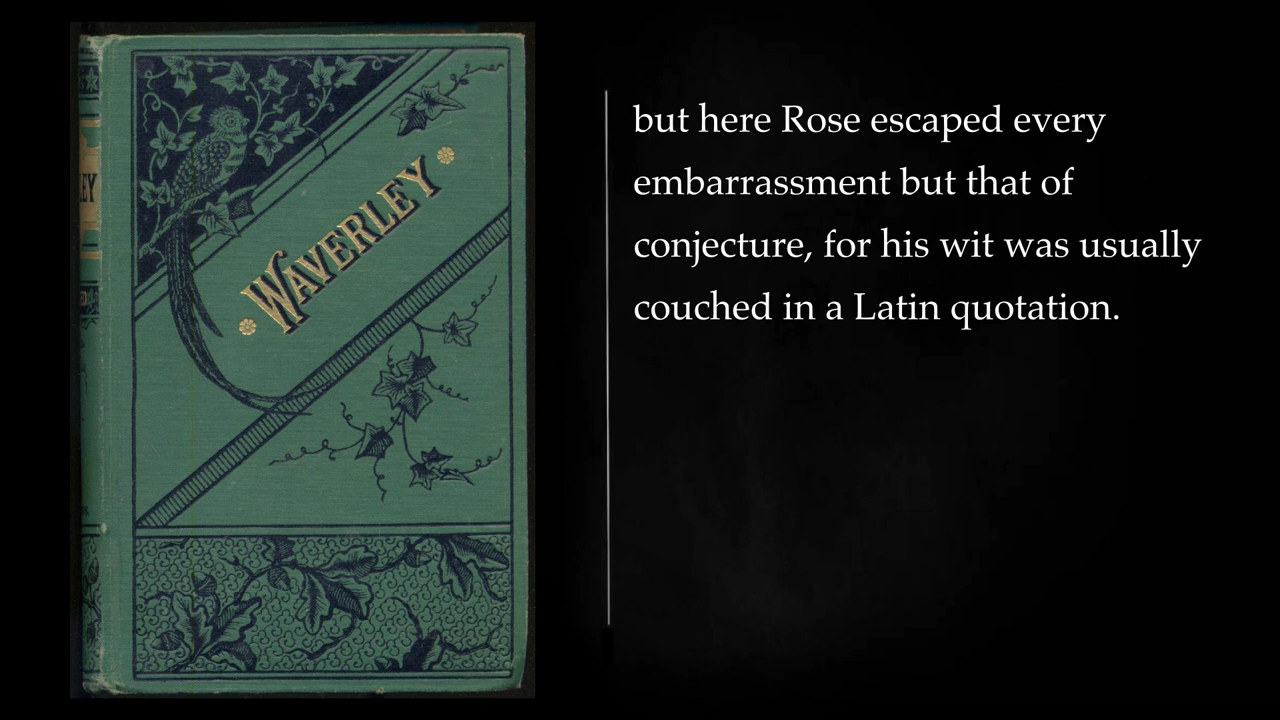 WAVERLEY
but here Rose escaped every
embarrassment but that of
conjecture, for his wit was usually
couched in a Latin quotation.